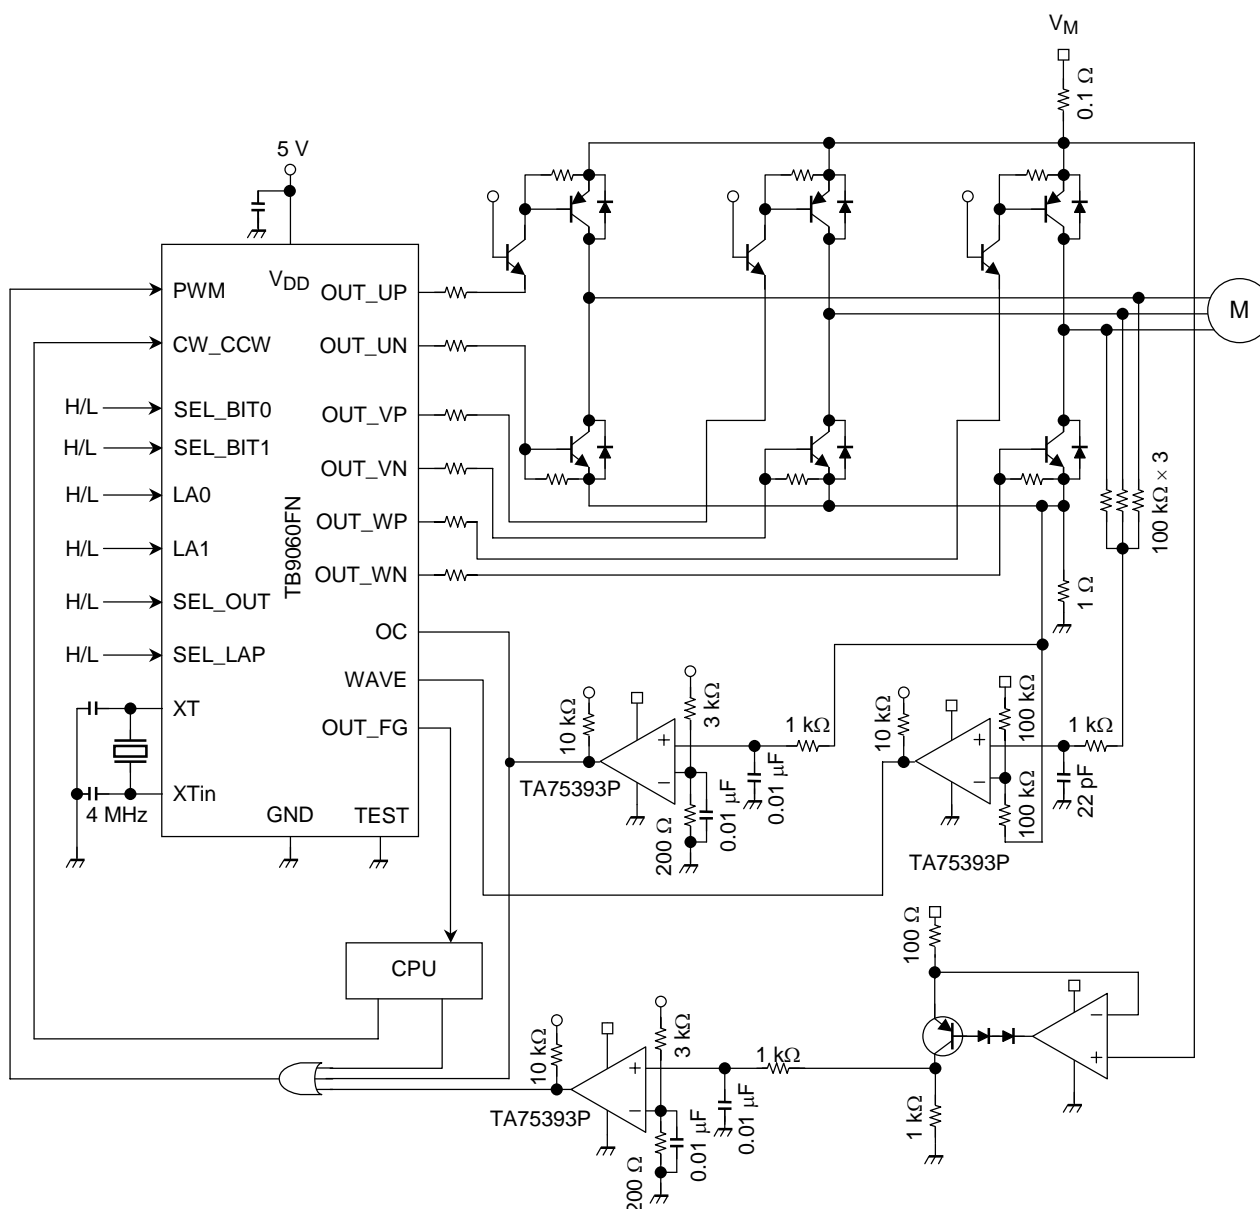 V_M
0.1 Ω
5 V
V_DD
PWM
CW_CCW
H/L
SEL_BIT0
H/L
SEL_BIT1
H/L
LA0
H/L
LA1
H/L
SEL_OUT
H/L
SEL_LAP
XT
XTin
4 MHz
GND
TEST
TB9060FN
OUT_UP
OUT_UN
OUT_VP
OUT_VN
OUT_WP
OUT_WN
OC
WAVE
OUT_FG
M
100 kΩ × 3
1 Ω
10 kΩ
3 kΩ
1 kΩ
+
−
TA75393P
200 Ω
0.01 μF
0.01 μF
10 kΩ
100 kΩ
1 kΩ
+
−
100 kΩ
22 pF
TA75393P
CPU
100 Ω
−
+
1 kΩ
10 kΩ
3 kΩ
1 kΩ
+
−
TA75393P
200 Ω
0.01 μF
0.01 μF